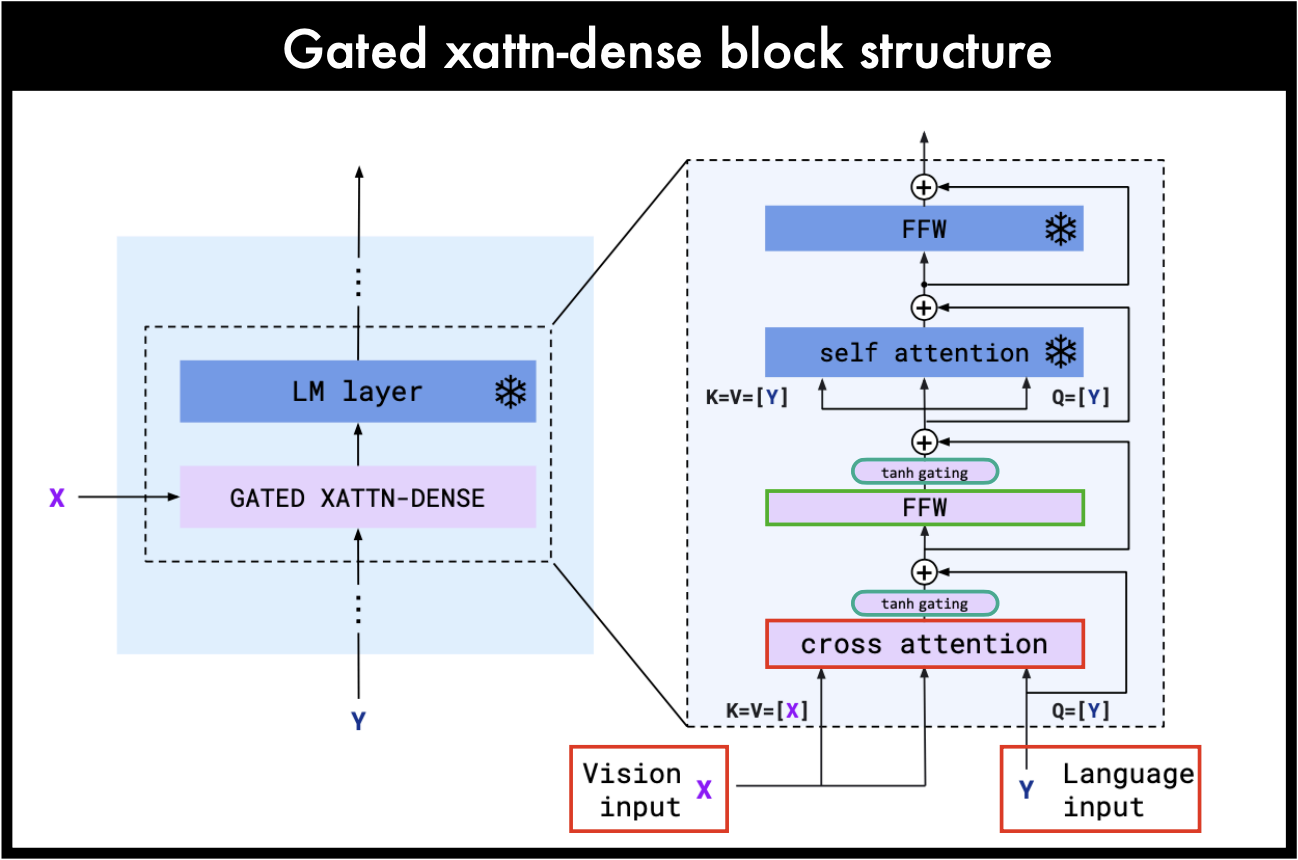 Gated xattn-dense block structure
LM layer
X
GATED XATTN-DENSE
Y
FFW
self attention
K=V=[Y]
Q=[Y]
tanh gating
FFW
tanh gating
cross attention
K=V=[X]
Q=[Y]
Vision
input
X
Y
Language
input